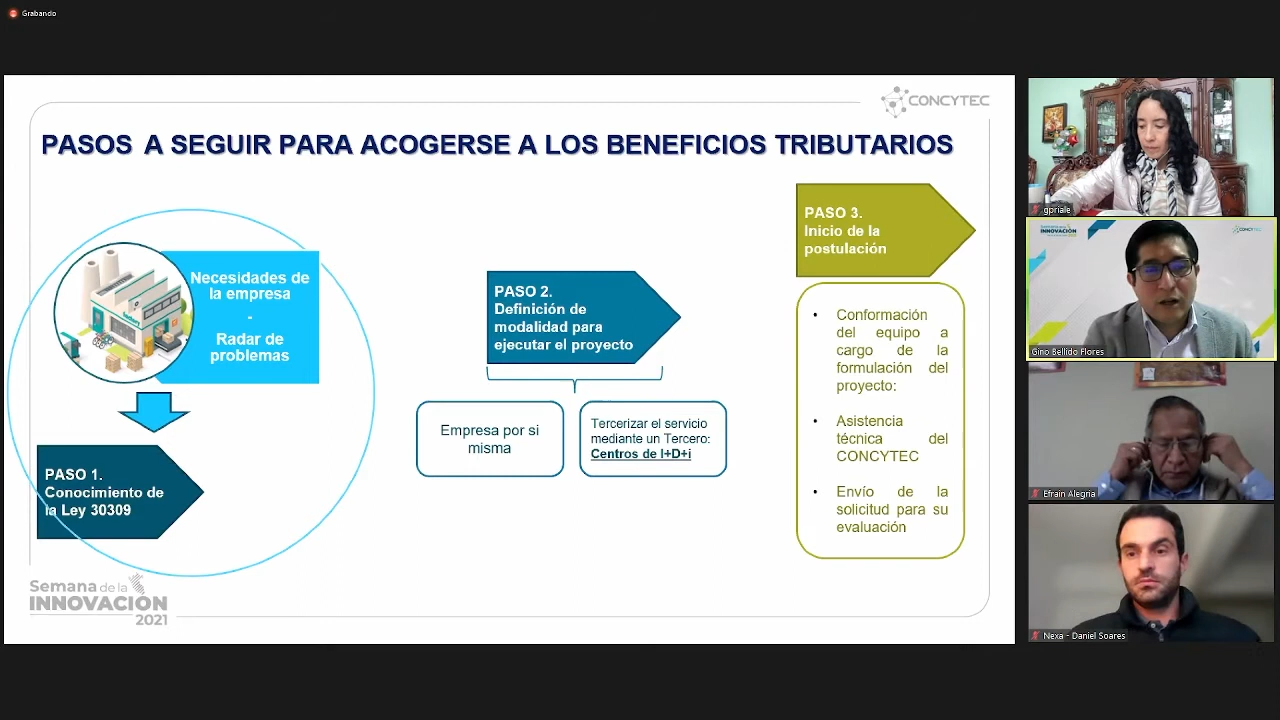 Grabando
CONCYTEC
PASOS A SEGUIR PARA ACOGERSE A LOS BENEFICIOS TRIBUTARIOS
Necesidades de
la empresa
-
Radar de
problemas
PASO 1.
Conocimiento de
la Ley 30309
PASO 2.
Definición de
modalidad para
ejecutar el proyecto
Empresa por si
misma
Tercerizar el servicio
mediante un Tercero:
Centros de I+D+i
PASO 3.
Inicio de la
postulación
• Conformación
del equipo a
cargo de la
formulación del
proyecto:
• Asistencia
técnica del
CONCYTEC
• Envío de la
solicitud para su
evaluación
Semana de la
INNOVACIÓN
2021
gpriale
INNOVACIÓN
CONCYTEC
Gino Bellido Flores
Efrain Alegria
Nexa - Daniel Soares